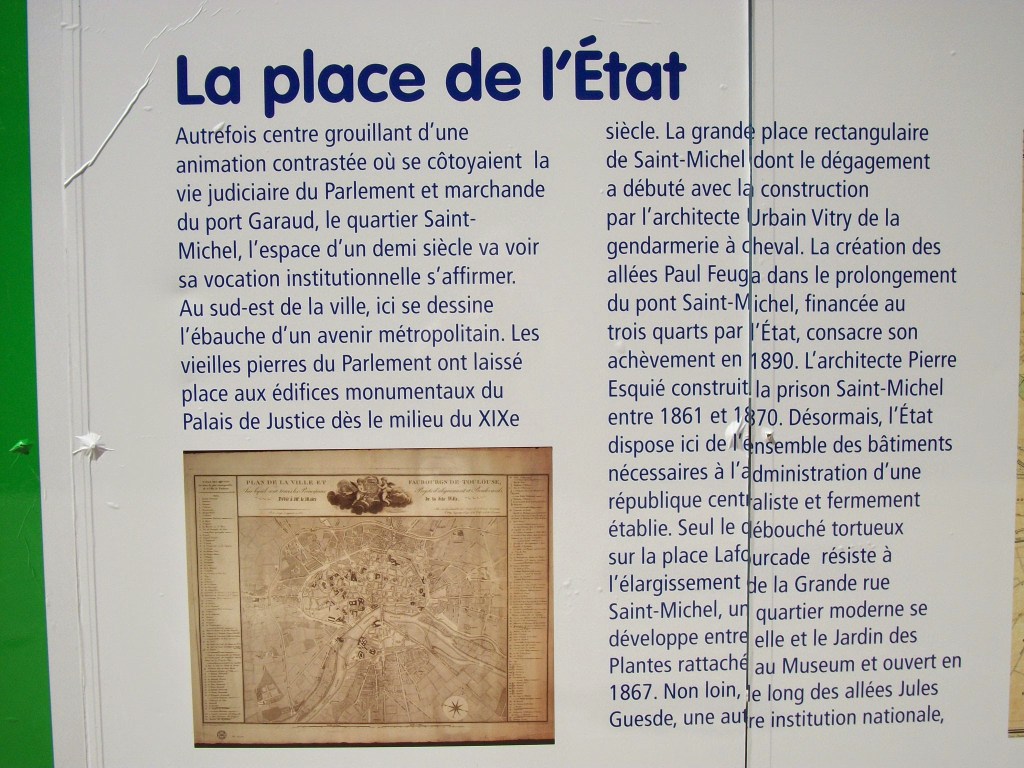 La place de l'État
Autrefois centre grouillant d'une
animation contrastée où se côtoyaient la
vie judiciaire du Parlement et marchande
du port Garaud, le quartier Saint-
Michel, l'espace d'un demi siècle va voir
sa vocation institutionnelle s'affirmer.
Au sud-est de la ville, ici se dessine
l'ébauche d'un avenir métropolitain. Les
vieilles pierres du Parlement ont laissé
place aux édifices monumentaux du
Palais de Justice dès le milieu du XIXe
PLAN DE LA VILLE ET FAUBOURGS DE TOULOUSE,
siècle. La grande place rectangulaire
de Saint-Michel dont le dégagement
a débuté avec la construction
par l'architecte Urbain Vitry de la
gendarmerie à cheval. La création des
allées Paul Feuga dans le prolongement
du pont Saint-Michel, financée au
trois quarts par l'État, consacre son
achèvement en 1890. L'architecte Pierre
Esquié construit la prison Saint-Michel
entre 1861 et 1870. Désormais, l'État
dispose ici de l'ensemble des bâtiments
nécessaires à l'administration d'une
république centraliste et fermement
établie. Seul le débouché tortueux
sur la place Lafourcade résiste à
l'élargissement de la Grande rue
Saint-Michel, un quartier moderne se
développe entre elle et le Jardin des
Plantes rattaché au Museum et ouvert en
1867. Non loin, le long des allées Jules
Guesde, une autre institution nationale,